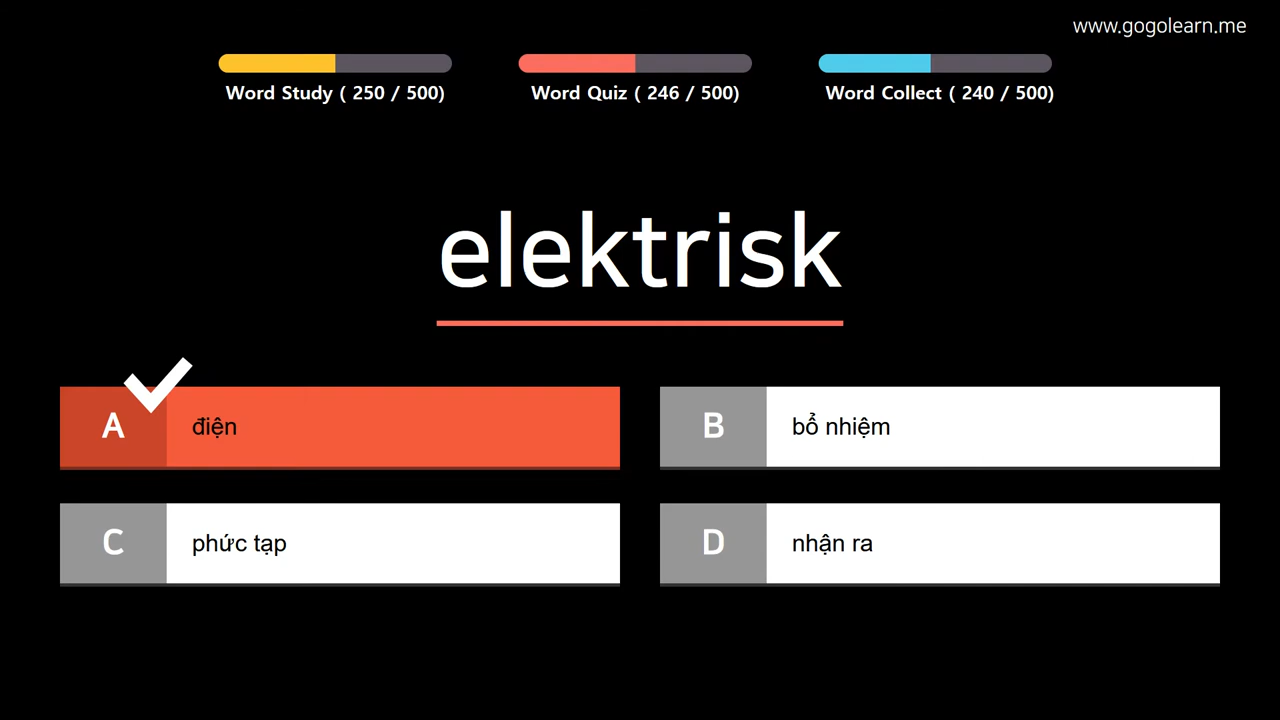 www.gogolearn.me
Word Study ( 250 / 500)
Word Quiz ( 246 / 500)
Word Collect ( 240 / 500)
elektrisk
A
điện
B
bổ nhiệm
C
phức tạp
D
nhận ra